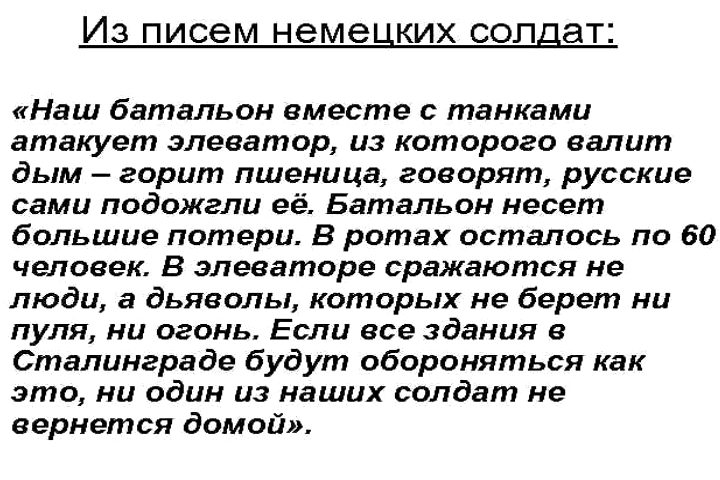 Из писем немецких солдат:
«Наш батальон вместе с танками
атакует элеватор, из которого валит
дым – горит пшеница, говорят, русские
сами подожгли её. Батальон несет
большие потери. В ротах осталось по 60
человек. В элеваторе сражаются не
люди, а дьяволы, которых не берет ни
пуля, ни огонь. Если все здания в
Сталинграде будут обороняться как
это, ни один из наших солдат не
вернется домой».